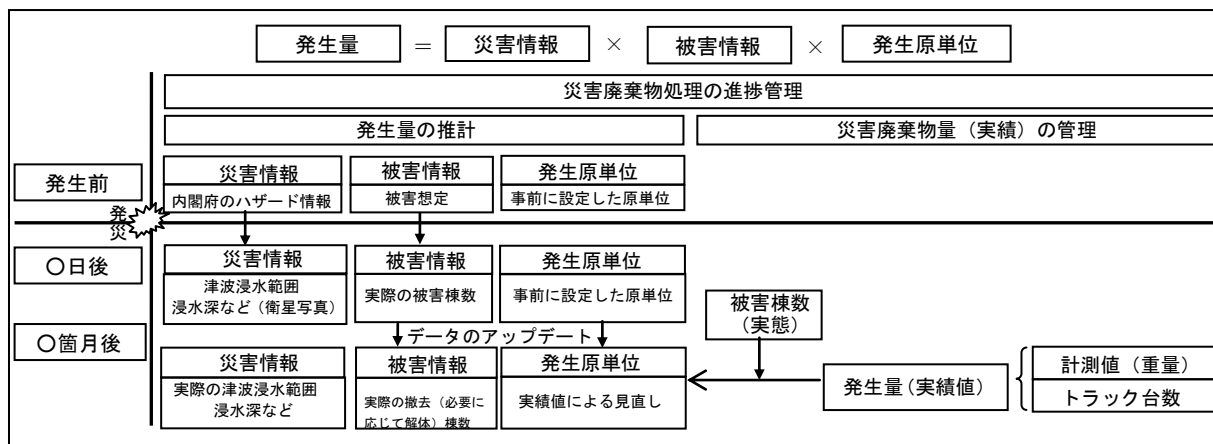 発生量 = 災害情報 × 被害情報 × 発生原単位
災害廃棄物処理の進捗管理
発生量の推計
災害廃棄物量（実績）の管理
発生前
災害情報
内閣府のハザード情報
被害情報
被害想定
発生原単位
事前に設定した原単位
発災
〇日後
災害情報
津波浸水範囲
浸水深など（衛星写真）
被害情報
実際の被害棟数
発生原単位
事前に設定した原単位
被害棟数
（実態）
〇箇月後
データのアップデート
災害情報
実際の津波浸水範囲
浸水深など
被害情報
実際の撤去（必要に
応じて解体）棟数
発生原単位
実績値による見直し
発生量（実績値）
計測値（重量）
トラック台数